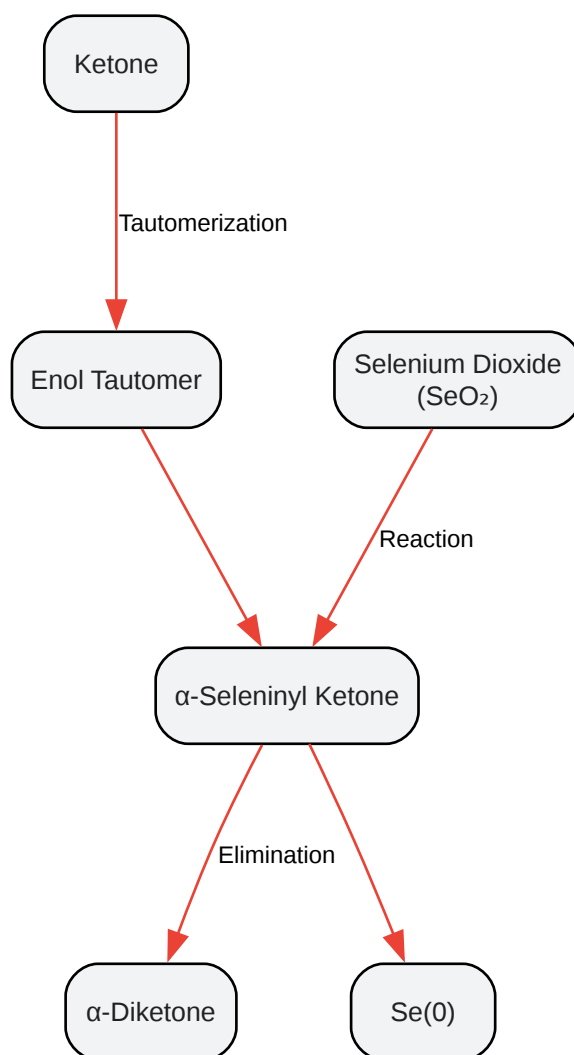 Ketone
Tautomerization
Enol Tautomer
Selenium Dioxide
(SeO₂)
Reaction
α-Seleninyl Ketone
Elimination
α-Diketone
Se(0)